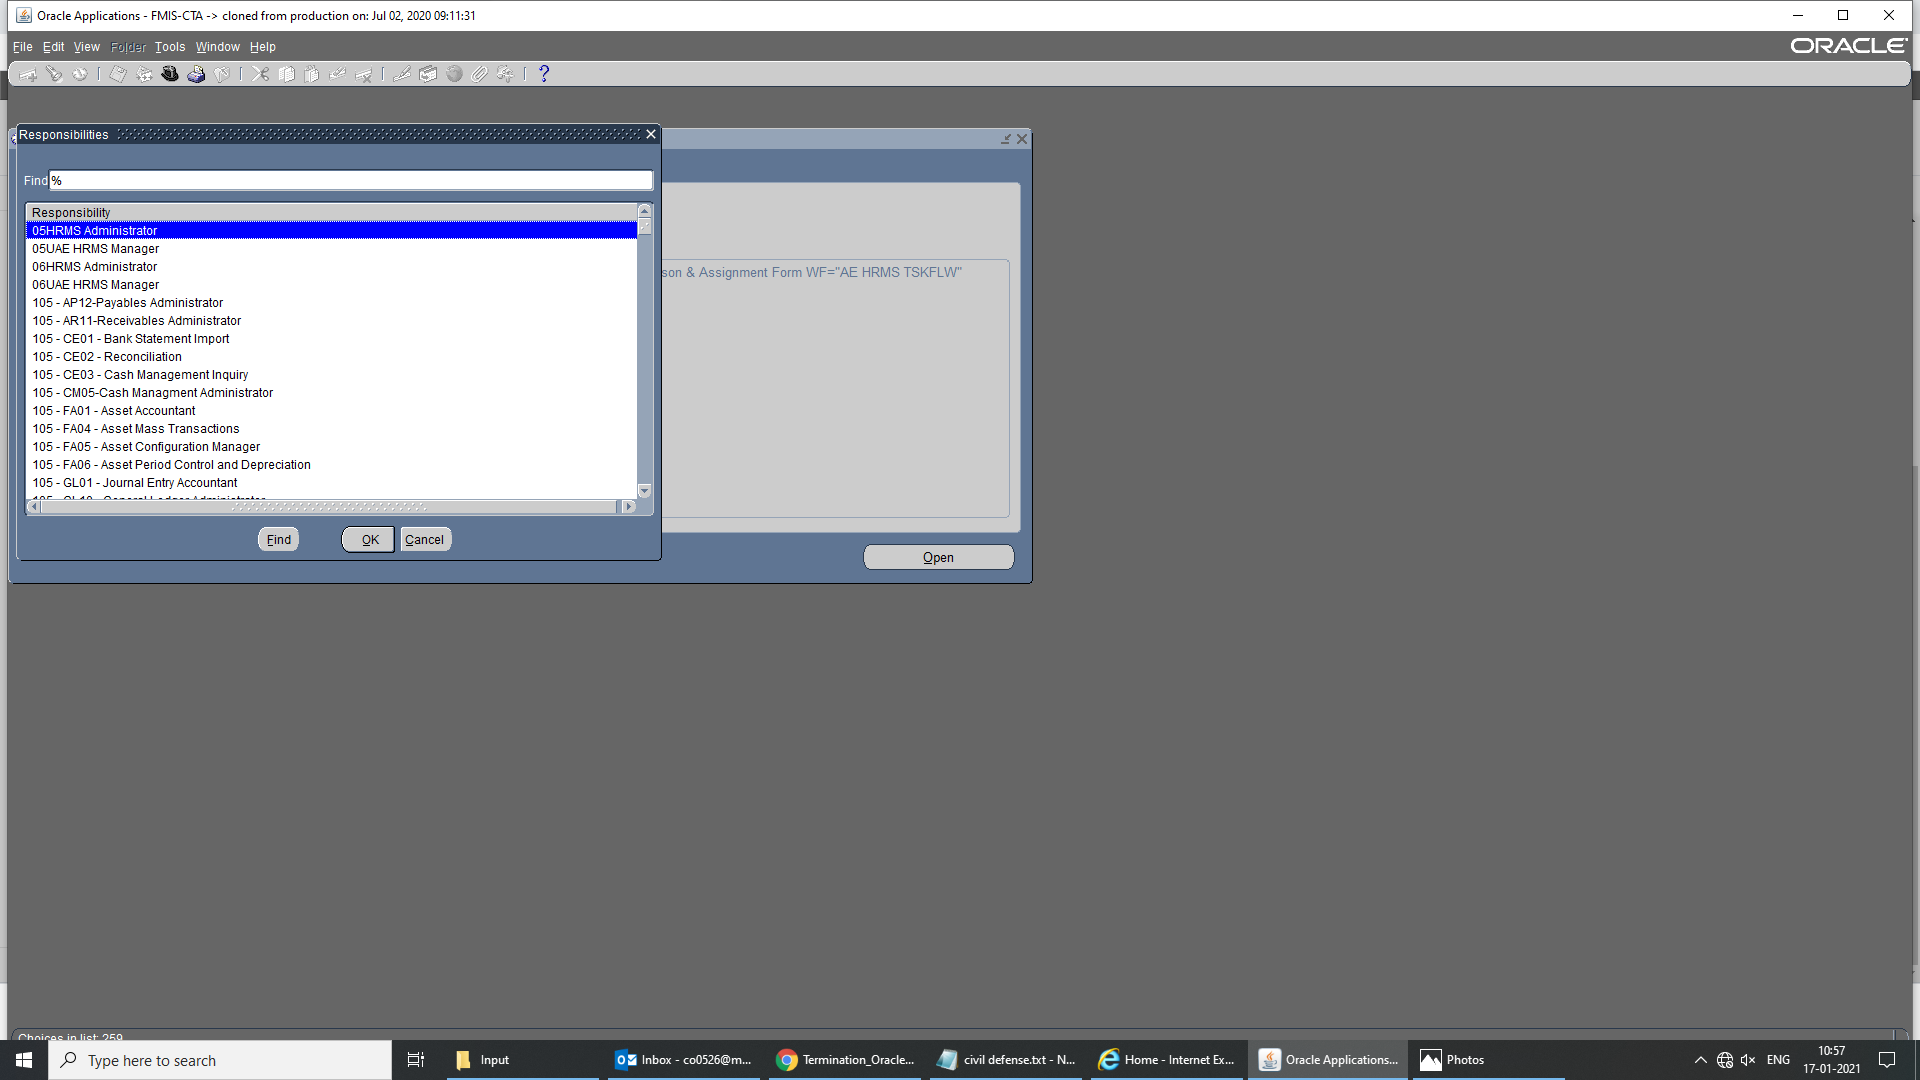 Oracle Applications - FMIS-CTA -> cloned from production on: Jul 02, 2020 09:11:31
File Edit View Folder Tools Window Help
ORACLE
Responsibilities
Find %
Responsibility
05HRMS Administrator
05UAE HRMS Manager
06HRMS Administrator
06UAE HRMS Manager
105 - AP12-Payables Administrator
105 - AR11-Receivables Administrator
105 - CE01 - Bank Statement Import
105 - CE02 - Reconciliation
105 - CE03 - Cash Management Inquiry
105 - CM05-Cash Managment Administrator
105 - FA01 - Asset Accountant
105 - FA04 - Asset Mass Transactions
105 - FA05 - Asset Configuration Manager
105 - FA06 - Asset Period Control and Depreciation
105 - GL01 - Journal Entry Accountant
105 - GL10 - General Ledger Administrator
Find OK Cancel
son & Assignment Form WF="AE HRMS TSKFLW"
Open
Choices in list: 259
Type here to search
Input
Inbox - co0526@m...
Termination_Oracle...
civil defense.txt - N...
Home - Internet Ex...
Oracle Applications...
Photos
ENG
10:57
17-01-2021